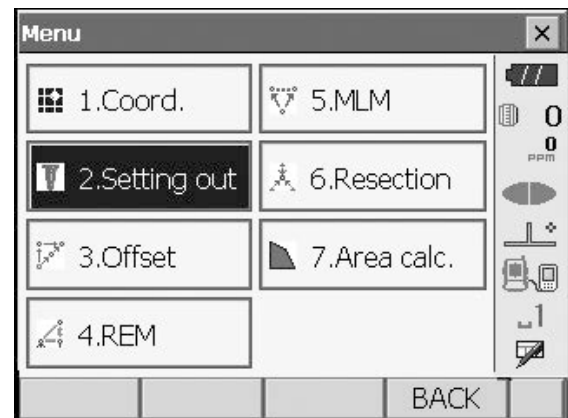 Menu
1.Coord.
2.Setting out
3.Offset
4.REM
5.MLM
6.Resection
7.Area calc.
0
0
PPM
1
BACK